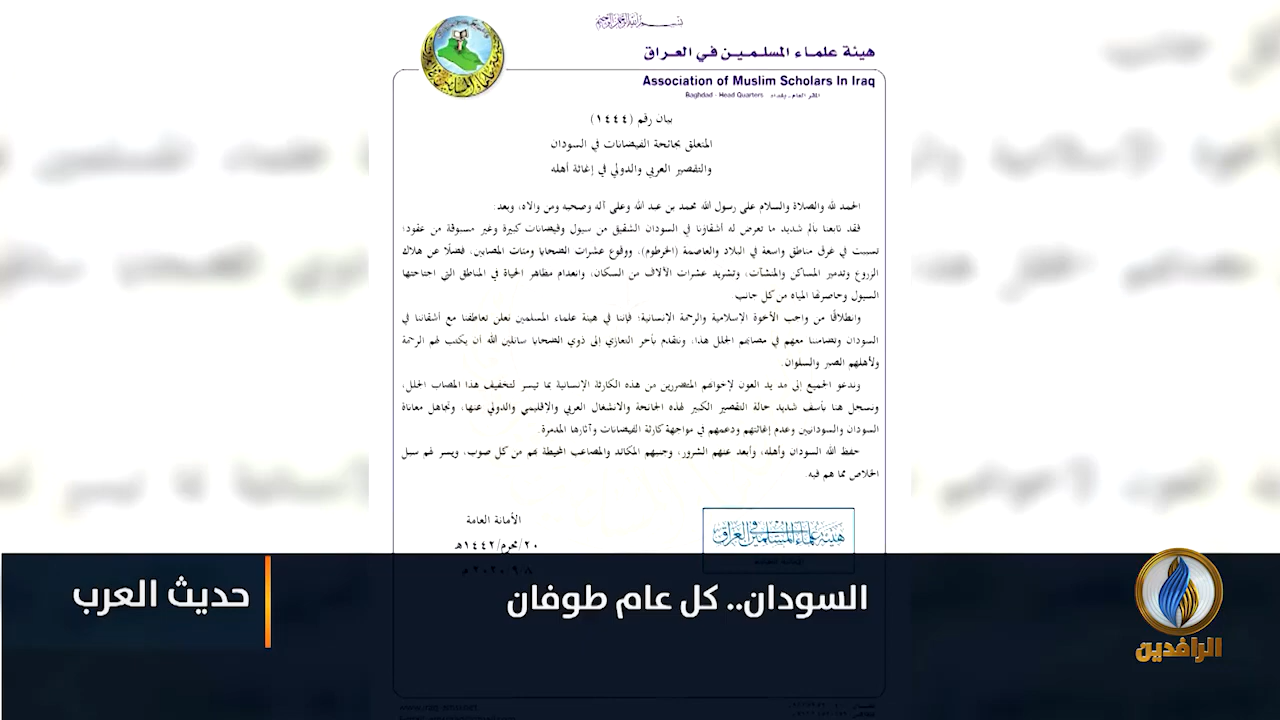 بسم الله الرحمن الرحيم
هيئة علماء المسلمين في العراق
Association of Muslim Scholars In Iraq
Baghdad - Head Quarters المقر العام - بغداد
بيان رقم (١٤٤٤)
المتعلق بجائحة الفيضانات في السودان
والتقصير العربي والدولي في إغاثة أهله
الحمد لله والصلاة والسلام على رسول الله محمد بن عبد الله وعلى آله وصحبه ومن والاه، وبعد:
فقد تابعنا بألم شديد ما تعرض له أشقاؤنا في السودان الشقيق من سيول وفيضانات كبيرة وغير مسبوقة من عقود؛
تسببت في غرق مناطق واسعة في البلاد والعاصمة (الخرطوم)، ووقوع عشرات الضحايا ومئات المصابين، فضلًا عن هلاك
الزروع وتدمير المساكن والمنشآت، وتشريد عشرات الآلاف من السكان، وانعدام مظاهر الحياة في المناطق التي اجتاحتها
السيول وحاصرتها المياه من كل جانب.
وانطلاقًا من واجب الأخوة الإسلامية والرحمة الإنسانية؛ فإننا في هيئة علماء المسلمين نعلن تعاطفنا مع أشقائنا في
السودان وتضامننا معهم في مصابهم الجلل هذا، ونتقدم بأحر التعازي إلى ذوي الضحايا سائلين الله أن يكتب لهم الرحمة
ولأهلهم الصبر والسلوان.
وندعو الجميع إلى مد يد العون لإخوانهم المتضررين من هذه الكارثة الإنسانية بما تيسر لتخفيف هذا المصاب الجلل،
ونسجل هنا بأسف شديد حالة التقصير الكبير لهذه الجائحة والانشغال العربي والإقليمي والدولي عنها، وتجاهل معاناة
السودان والسودانيين وعدم إغاثتهم ودعمهم في مواجهة كارثة الفيضانات وآثارها المدمرة.
حفظ الله السودان وأهله، وأبعد عنهم الشرور، وجنبهم المكائد والمصاعب المحيطة بهم من كل صوب، ويسر لهم سبل
الخلاص مما هم فيه.
الأمانة العامة
هيئة علماء المسلمين في العراق
٢٠/محرم/١٤٤٢هـ
٢٠٢٠/٩/٨م
السودان.. كل عام طوفان
حديث العرب
الرافدين